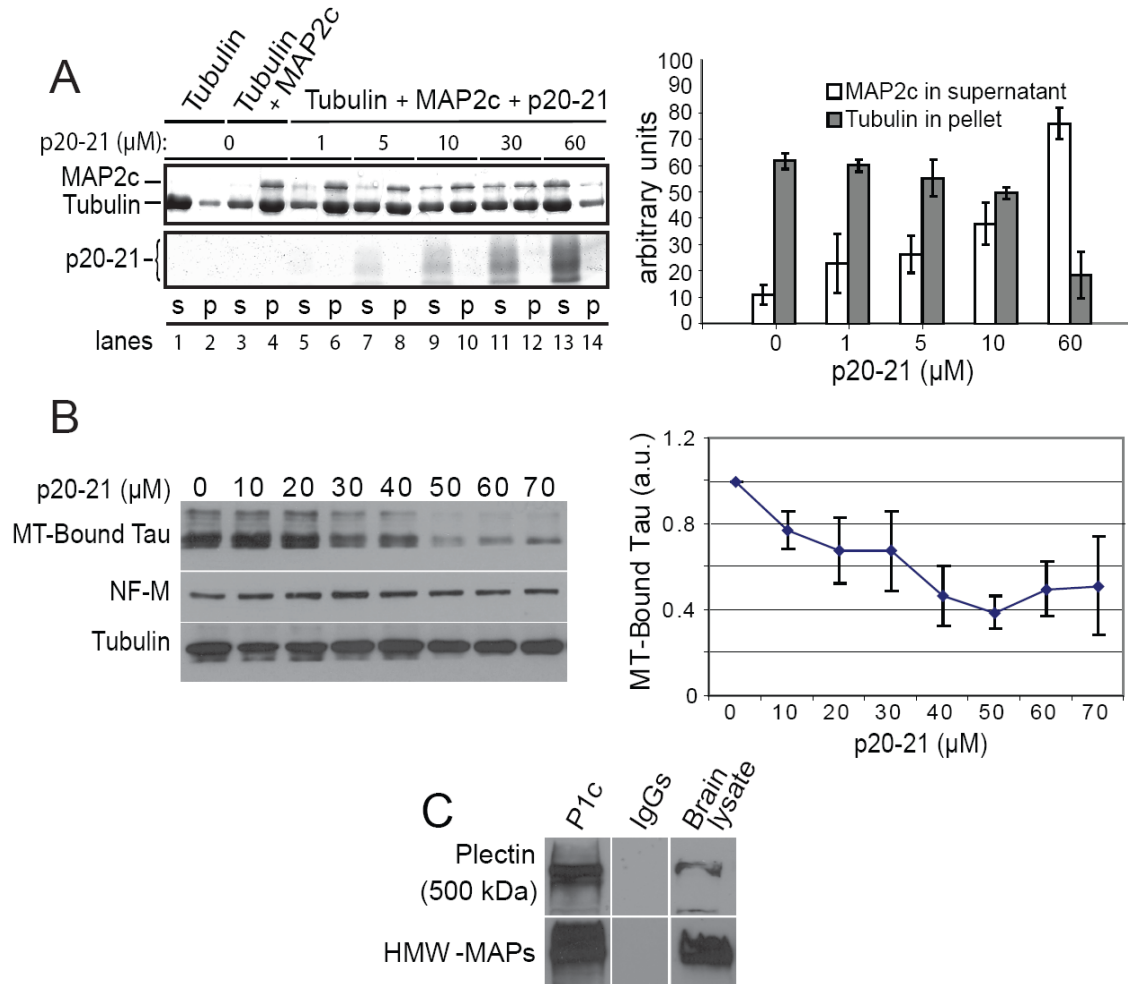 A
Tubulin
Tubulin
+ MAP2c
Tubulin + MAP2c + p20-21
p20-21 (µM):
0 1 5 10 30 60
MAP2c
Tubulin
p20-21
s p s p s p s p s p s p s p
lanes 1 2 3 4 5 6 7 8 9 10 11 12 13 14
arbitrary units
100
90
80
70
60
50
40
30
20
10
0
MAP2c in supernatant
Tubulin in pellet
0 1 5 10 60
p20-21 (µM)
B
p20-21 (µM) 0 10 20 30 40 50 60 70
MT-Bound Tau
NF-M
Tubulin
MT-Bound Tau (a.u.)
1.2
0.8
0.4
0
0 10 20 30 40 50 60 70
p20-21 (µM)
C
P1c
IgGs
Brain
lysate
Plectin
(500 kDa)
HMW -MAPs